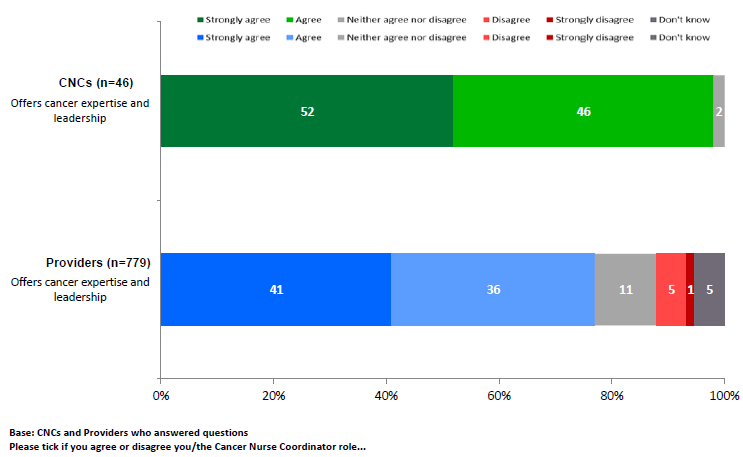 Strongly agree Agree Neither agree nor disagree Disagree Strongly disagree Don't know
Strongly agree Agree Neither agree nor disagree Disagree Strongly disagree Don't know
CNCs (n=46)
Offers cancer expertise and
leadership
52 46 2
Providers (n=779)
Offers cancer expertise and
leadership
41 36 11 5 1 5
0% 20% 40% 60% 80% 100%
Base: CNCs and Providers who answered questions
Please tick if you agree or disagree you/the Cancer Nurse Coordinator role...